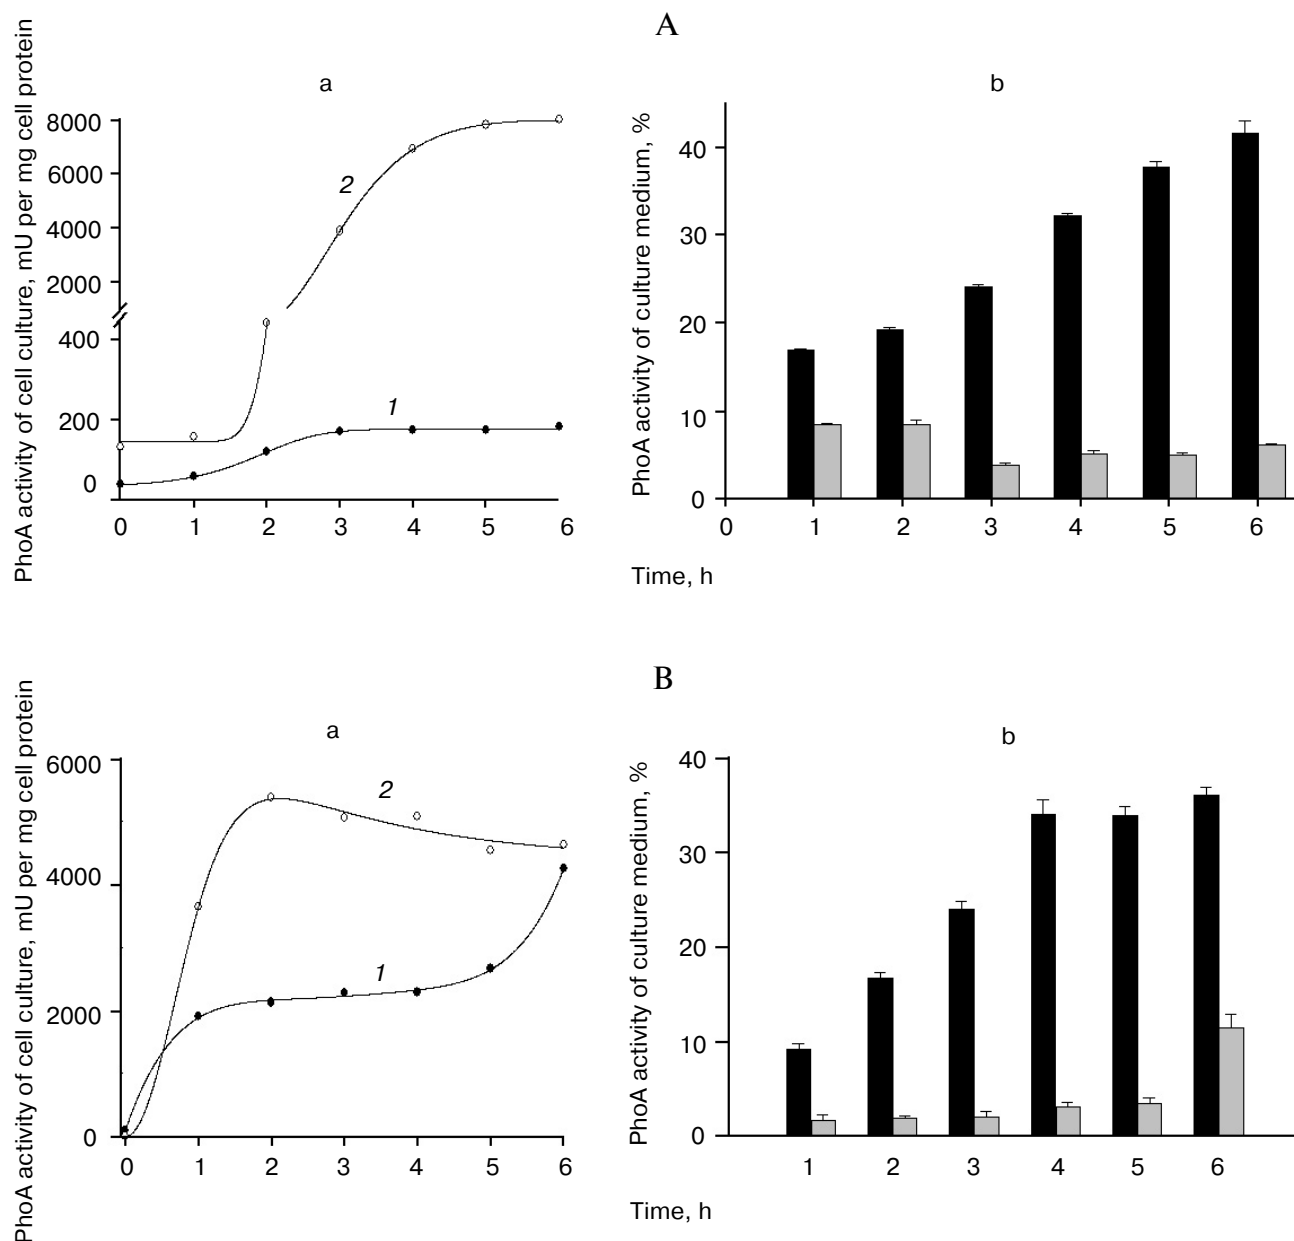 A
a
PhoA activity of cell culture, mU per mg cell protein
8000
6000
4000
2000
400
200
0
2
1
0 1 2 3 4 5 6
b
PhoA activity of culture medium, %
40
30
20
10
0
0 1 2 3 4 5 6
Time, h
B
a
PhoA activity of cell culture, mU per mg cell protein
6000
4000
2000
0
2
1
0 1 2 3 4 5 6
b
PhoA activity of culture medium, %
40
30
20
10
0
1 2 3 4 5 6
Time, h